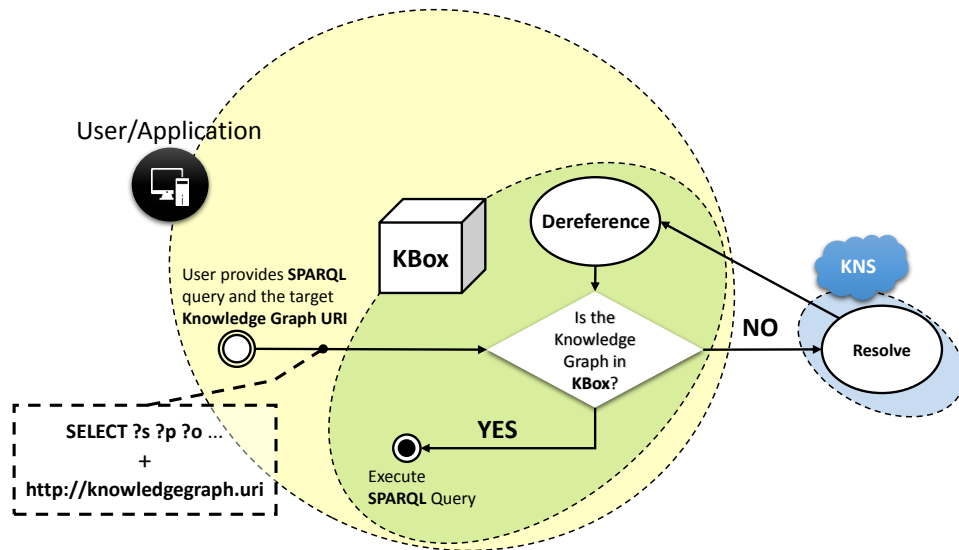 User/Application
KBox
Dereference
KNS
User provides SPARQL
query and the target
Knowledge Graph URI
Is the
Knowledge
Graph in
KBox?
NO
Resolve
SELECT ?s ?p ?o ...
+
http://knowledgegraph.uri
YES
Execute
SPARQL Query